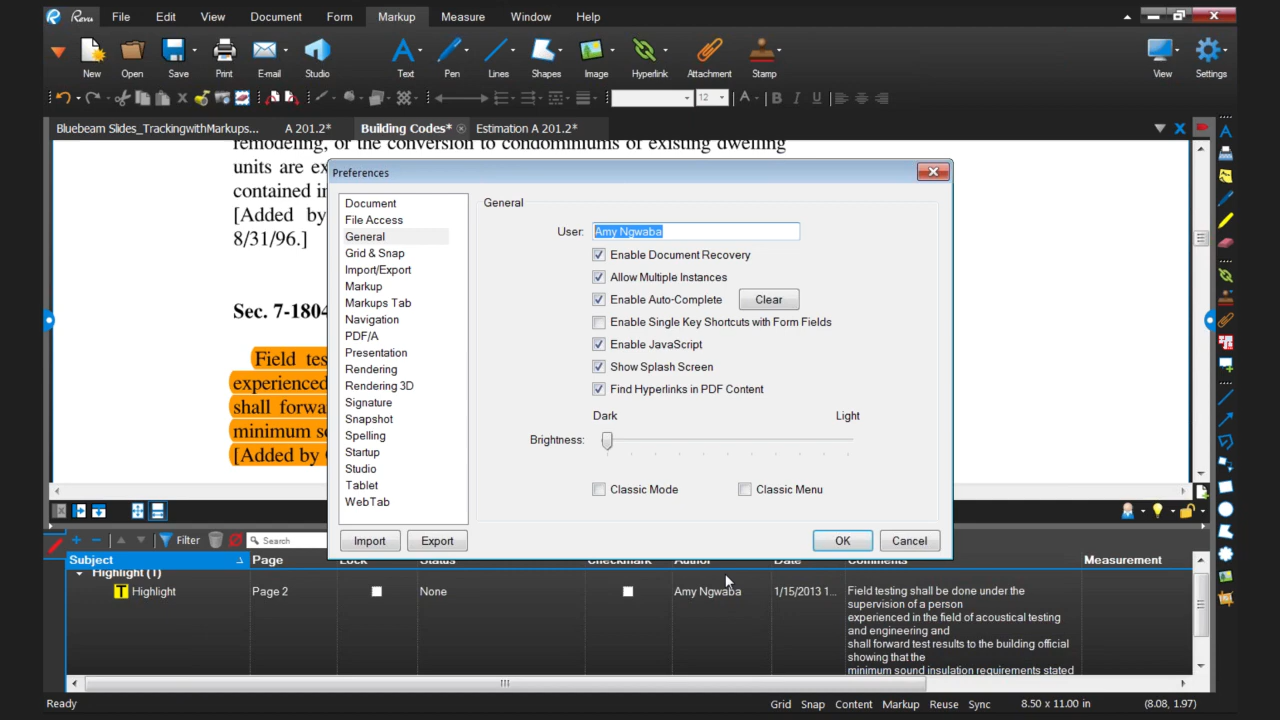 Revu File Edit View Document Form Markup Measure Window Help
New Open Save Print E-mail Studio Text Pen Lines Shapes Image Hyperlink Attachment Stamp View Settings
12 A B I U
Bluebeam Slides_TrackingwithMarkups... A 201.2* Building Codes* Estimation A 201.2*
remodeling, or the conversion to condominiums of existing dwelling
units are ex
contained in
[Added by
8/31/96.]
Sec. 7-1804
Field tes
experienced
shall forwa
minimum so
[Added by
Preferences
Document
File Access
General
Grid & Snap
Import/Export
Markup
Markups Tab
Navigation
PDF/A
Presentation
Rendering
Rendering 3D
Signature
Snapshot
Spelling
Startup
Studio
Tablet
WebTab
Import Export
General
User: Amy Ngwaba
Enable Document Recovery
Allow Multiple Instances
Enable Auto-Complete Clear
Enable Single Key Shortcuts with Form Fields
Enable JavaScript
Show Splash Screen
Find Hyperlinks in PDF Content
Dark Light
Brightness:
Classic Mode Classic Menu
OK Cancel
Filter Search
Subject Page Lock Status Checkmark Author Date Comments Measurement
Highlight (1)
T Highlight Page 2 None Amy Ngwaba 1/15/2013 1... Field testing shall be done under the
supervision of a person
experienced in the field of acoustical testing
and engineering and
shall forward test results to the building official
showing that the
minimum sound insulation requirements stated
Ready Grid Snap Content Markup Reuse Sync 8.50 x 11.00 in (8.08, 1.97)